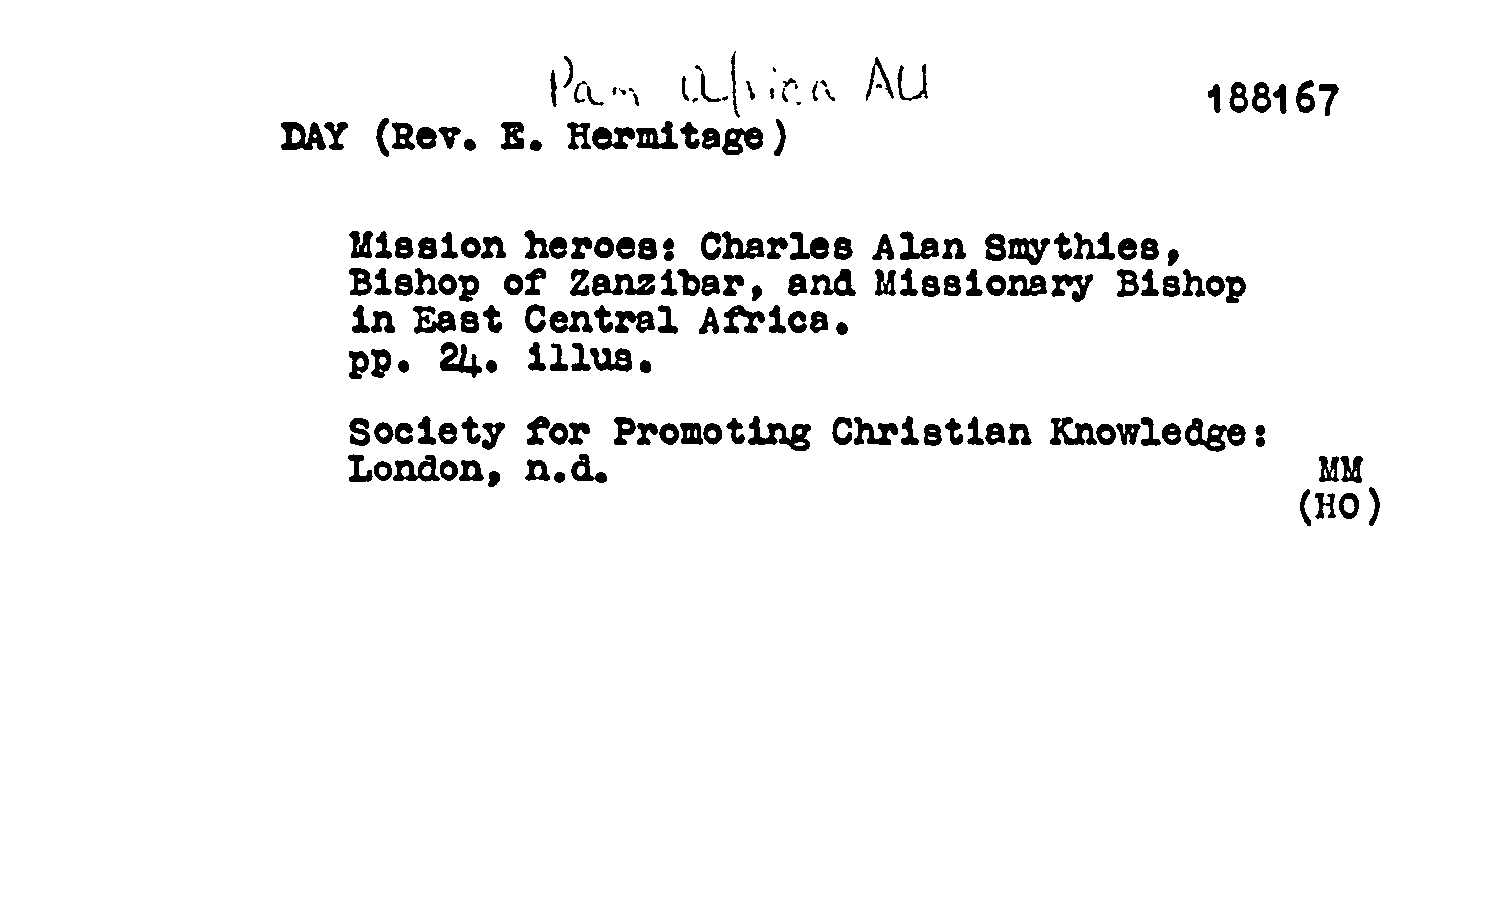 Pam Africa AU
188167
DAY (Rev. E. Hermitage)
Mission heroes: Charles Alan Smythies,
Bishop of Zanzibar, and Missionary Bishop
in East Central Africa.
pp. 24. illus.
Society for Promoting Christian Knowledge:
London, n.d.
MM
(HO)